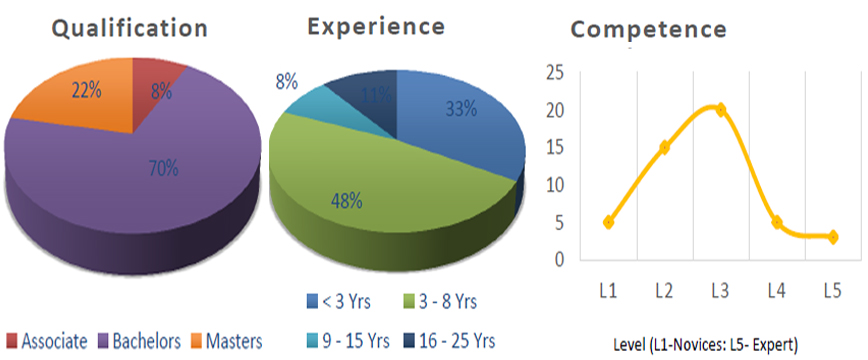 Qualification
22%
8%
70%
Associate
Bachelors
Masters
Experience
8%
11%
33%
48%
< 3 Yrs
3 - 8 Yrs
9 - 15 Yrs
16 - 25 Yrs
Competence
25
20
15
10
5
0
L1 L2 L3 L4 L5
Level (L1-Novices: L5- Expert)